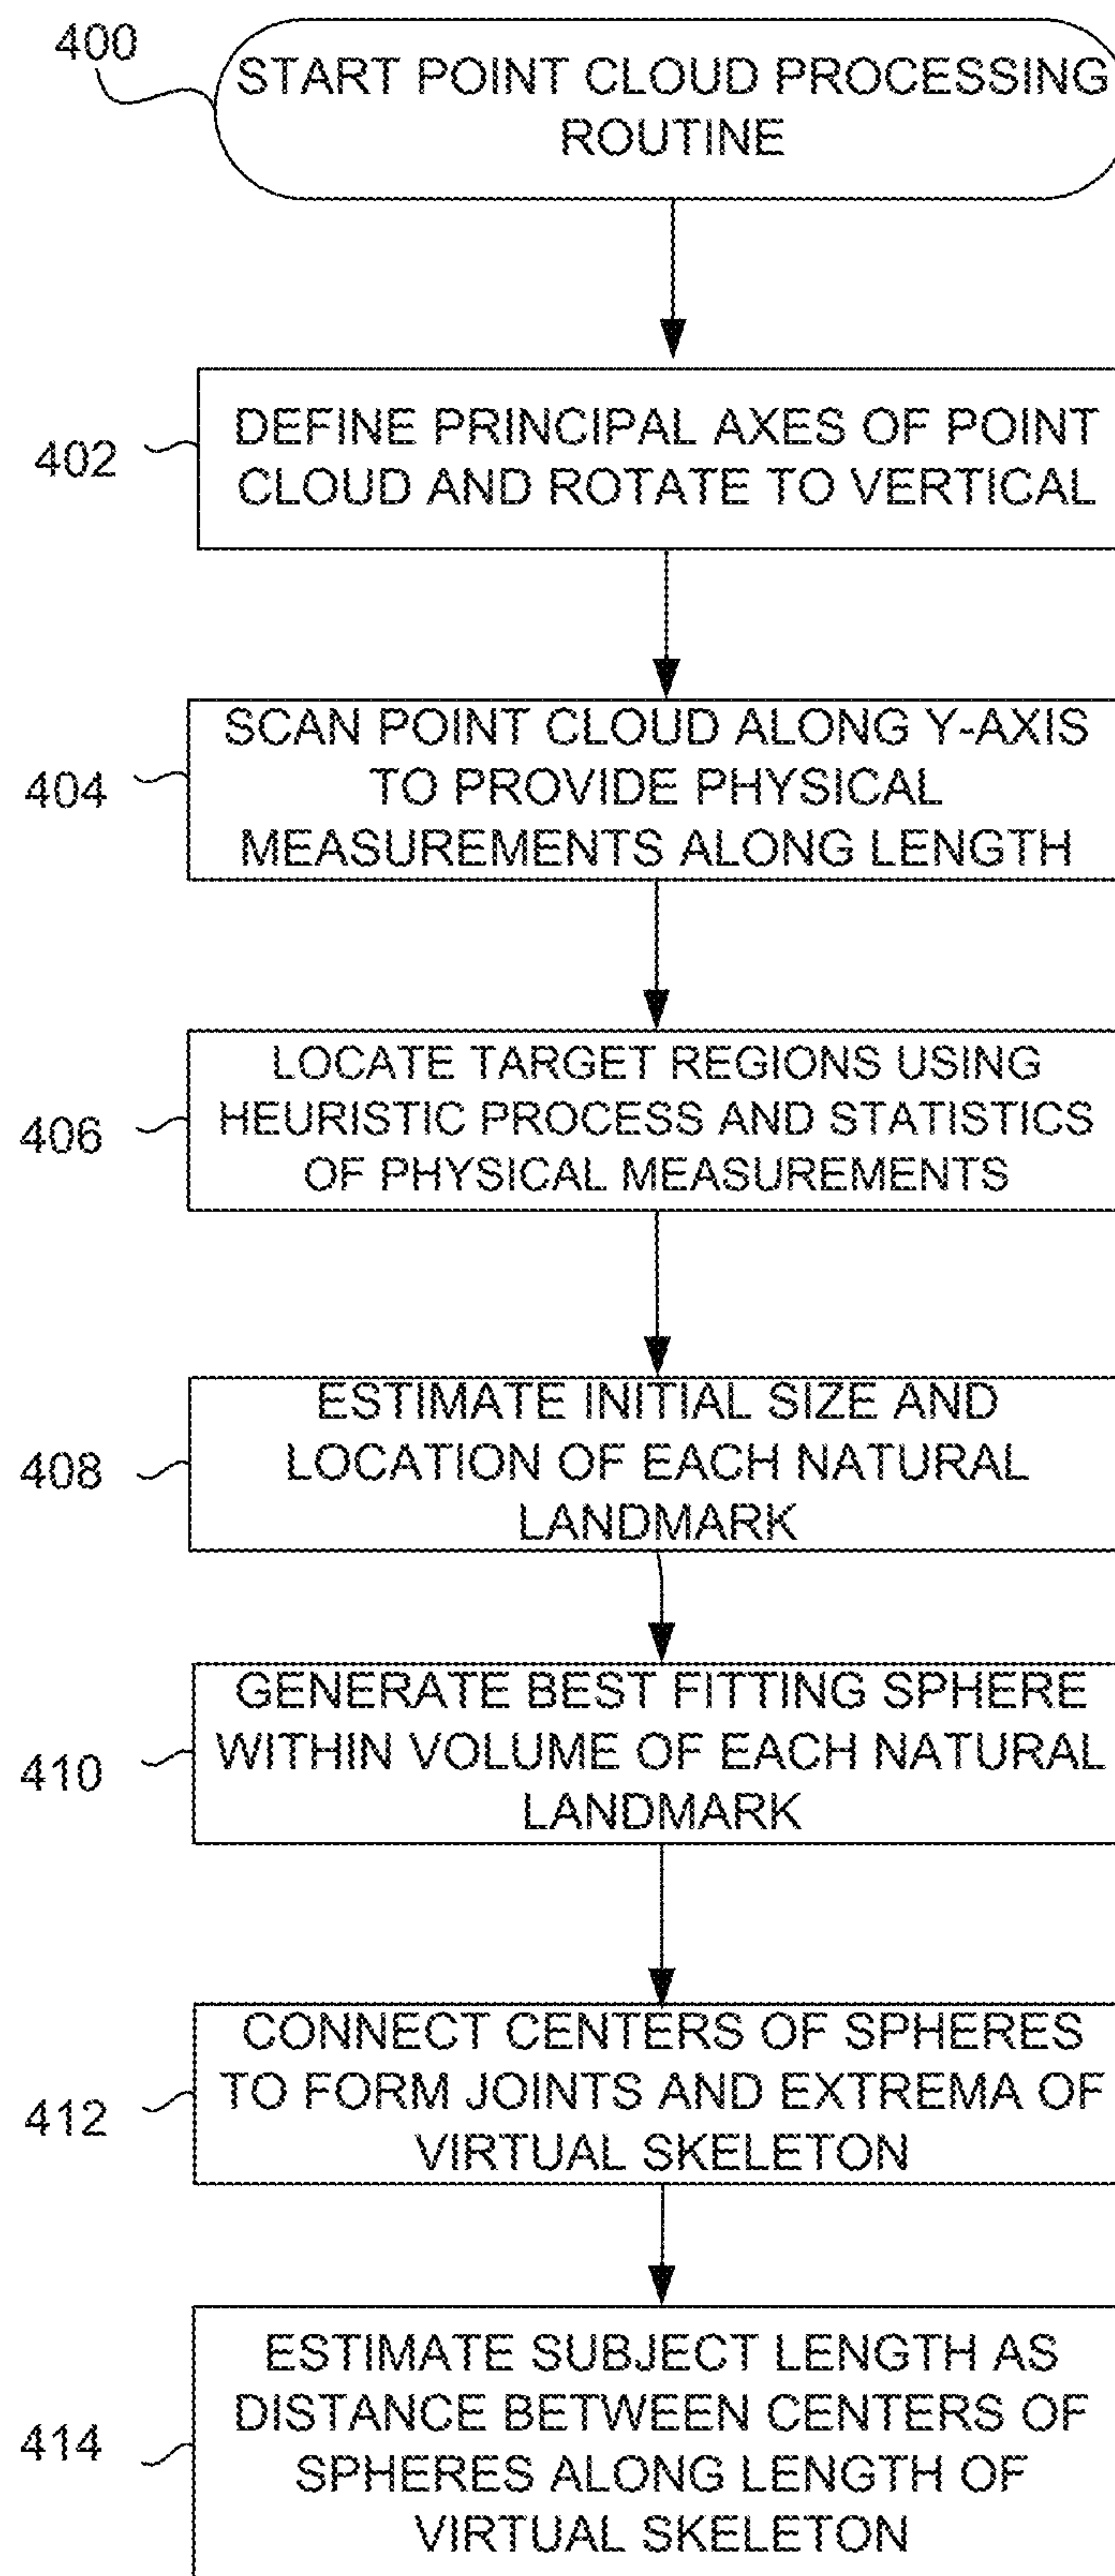 400
START POINT CLOUD PROCESSING
ROUTINE
402
DEFINE PRINCIPAL AXES OF POINT
CLOUD AND ROTATE TO VERTICAL
404
SCAN POINT CLOUD ALONG Y-AXIS
TO PROVIDE PHYSICAL
MEASUREMENTS ALONG LENGTH
406
LOCATE TARGET REGIONS USING
HEURISTIC PROCESS AND STATISTICS
OF PHYSICAL MEASUREMENTS
408
ESTIMATE INITIAL SIZE AND
LOCATION OF EACH NATURAL
LANDMARK
410
GENERATE BEST FITTING SPHERE
WITHIN VOLUME OF EACH NATURAL
LANDMARK
412
CONNECT CENTERS OF SPHERES
TO FORM JOINTS AND EXTREMA OF
VIRTUAL SKELETON
414
ESTIMATE SUBJECT LENGTH AS
DISTANCE BETWEEN CENTERS OF
SPHERES ALONG LENGTH OF
VIRTUAL SKELETON